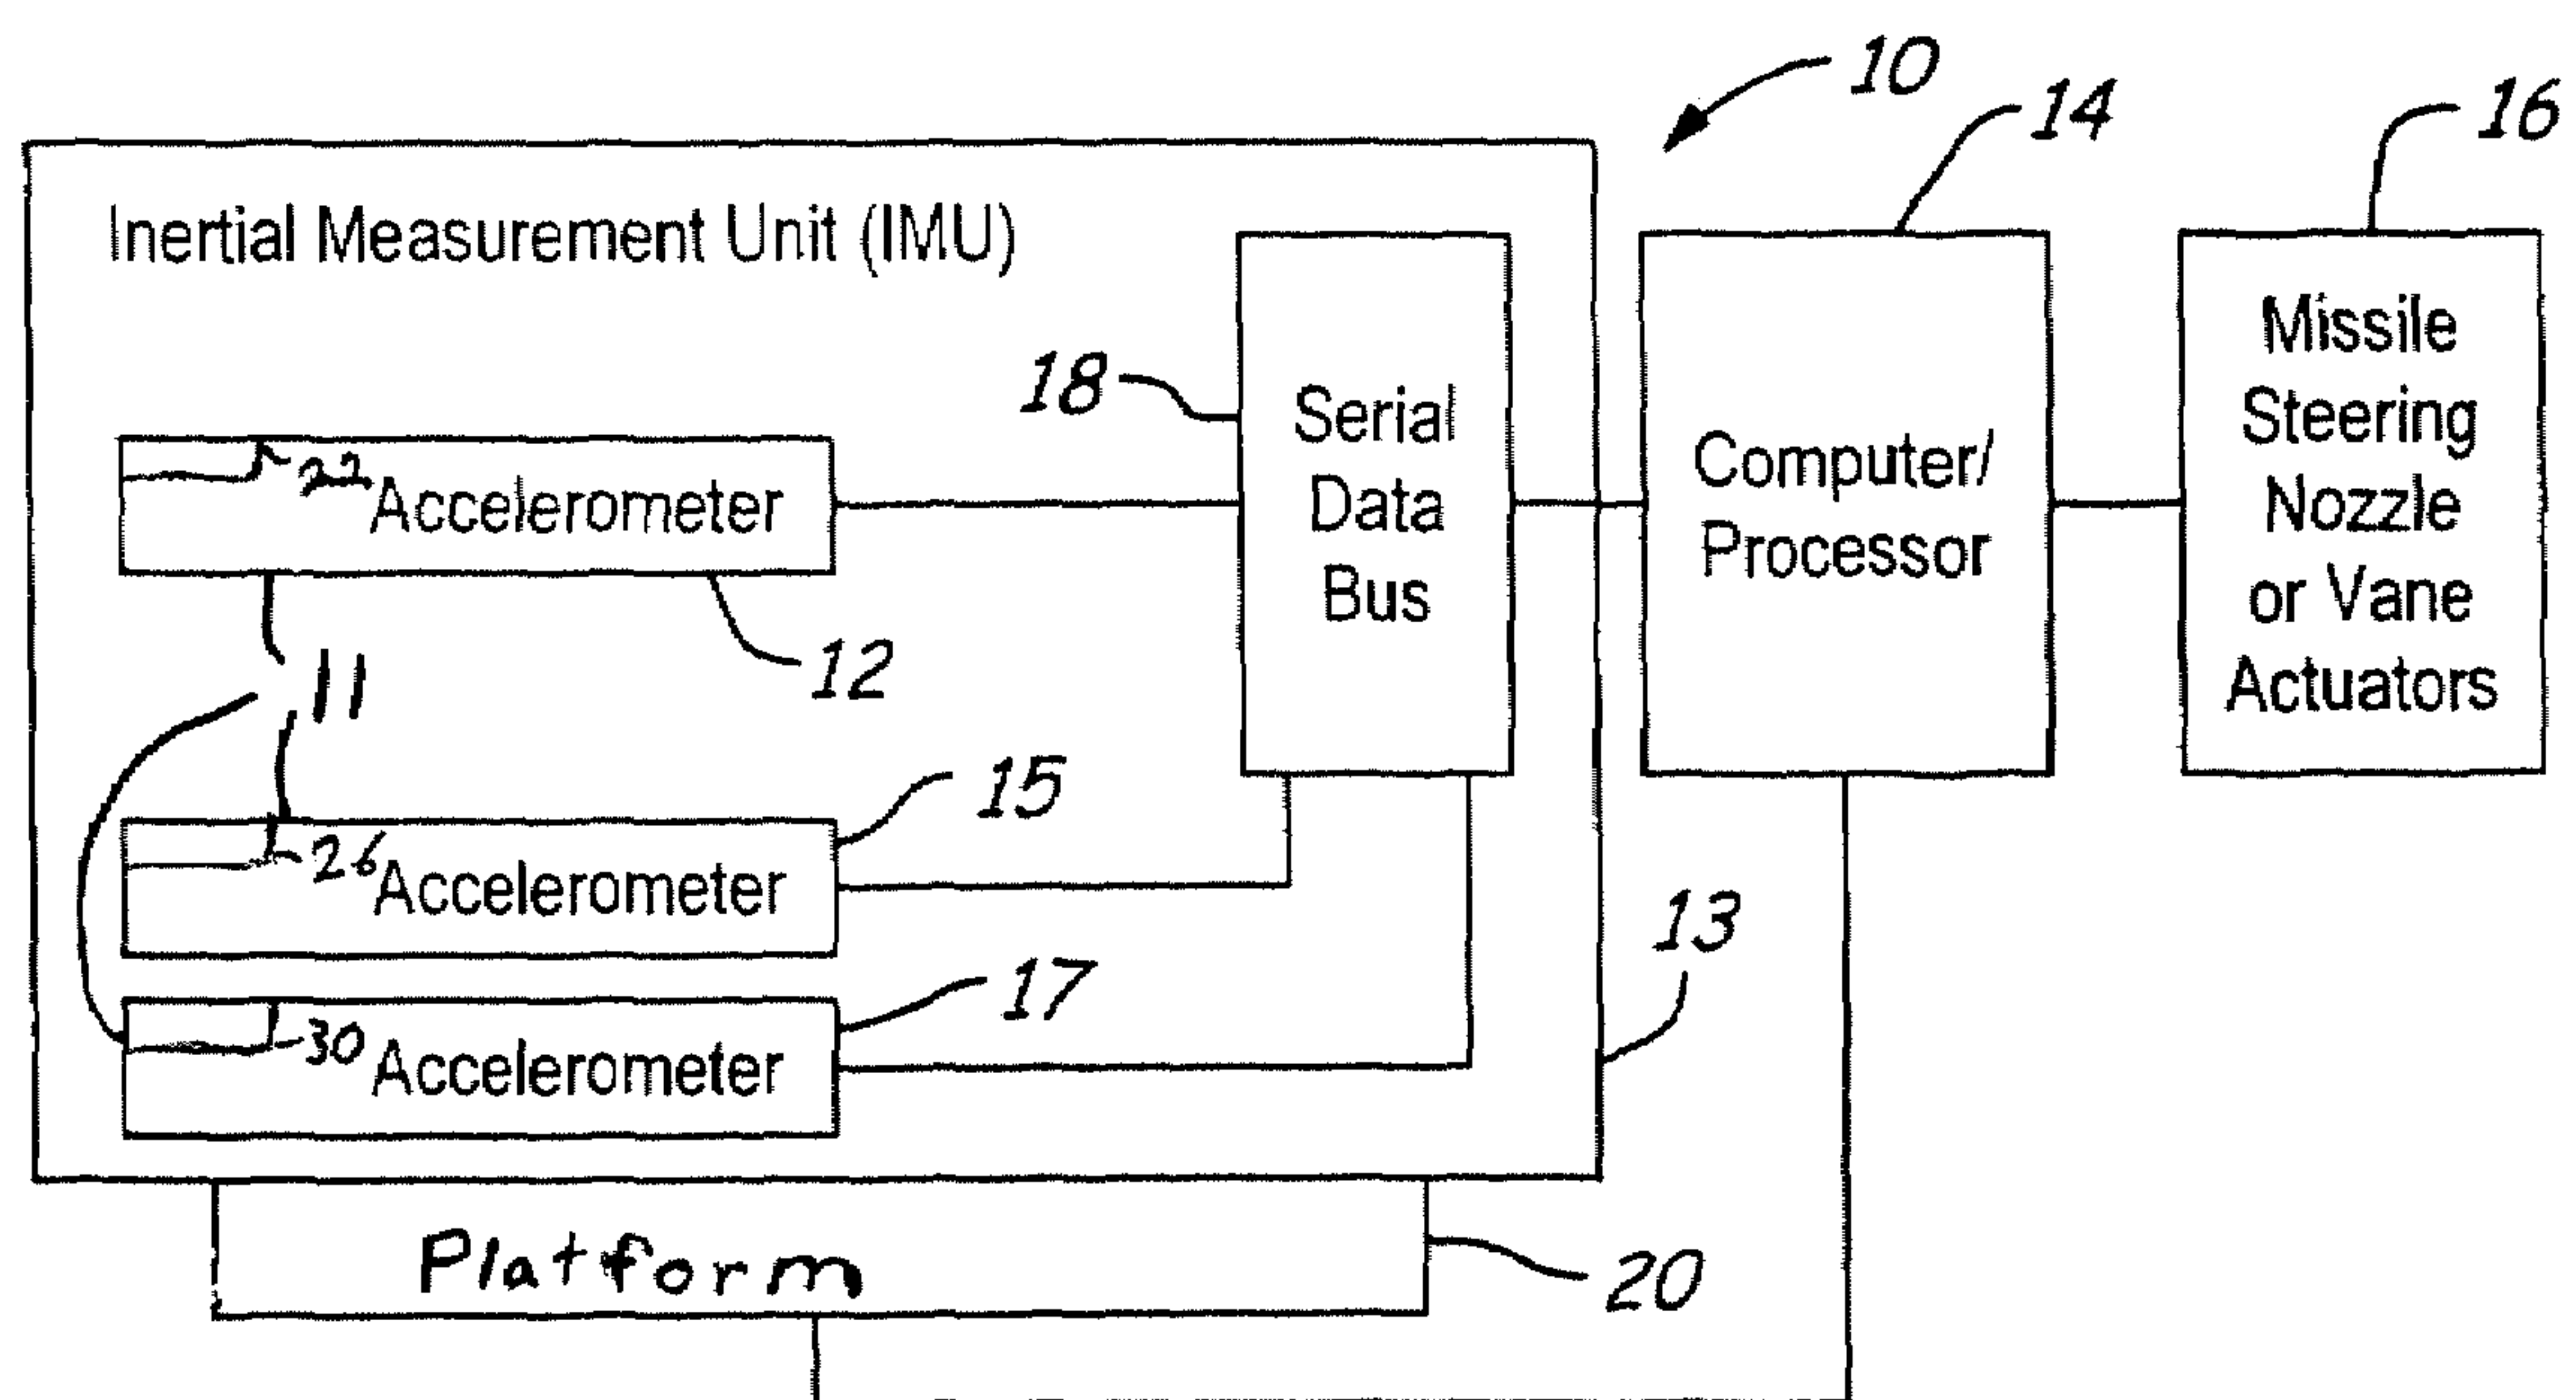 10
14
16
Inertial Measurement Unit (IMU)
18
Serial
Data
Bus
Computer/
Processor
Missile
Steering
Nozzle
or Vane
Actuators
22
Accelerometer
12
11
15
26
Accelerometer
13
17
30
Accelerometer
Platform
20